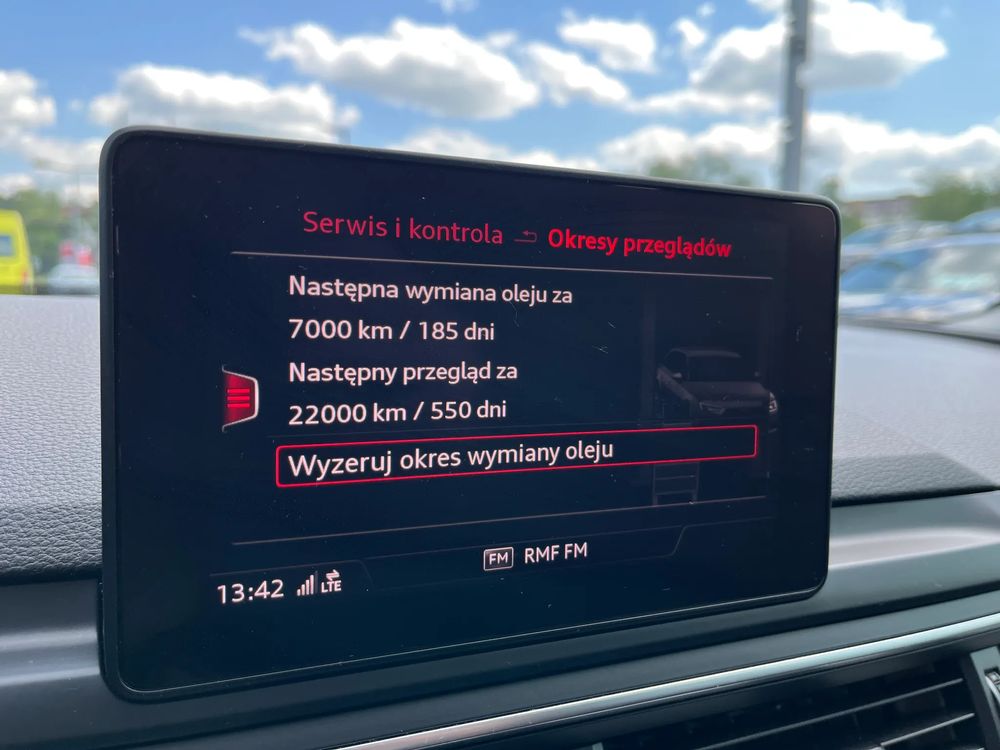 Serwis i kontrola Okresy przeglądów
Następna wymiana oleju za
7000 km / 185 dni
Następny przegląd za
22000 km / 550 dni
Wyzeruj okres wymiany oleju
FM RMF FM
13:42 LTE